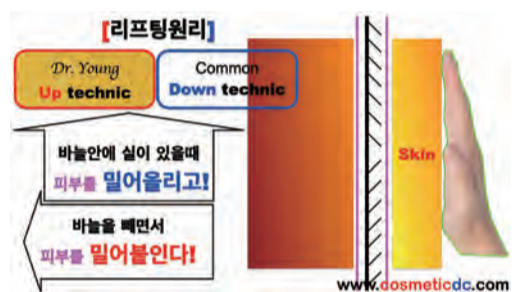 [리프팅원리]
Dr. Young
Up technic
Common
Down technic
바늘안에 실이 있을때
피부를 밀어올리고!
바늘을 빼면서
피부를 밀어붙인다!
Skin
www.cosmeticdc.com